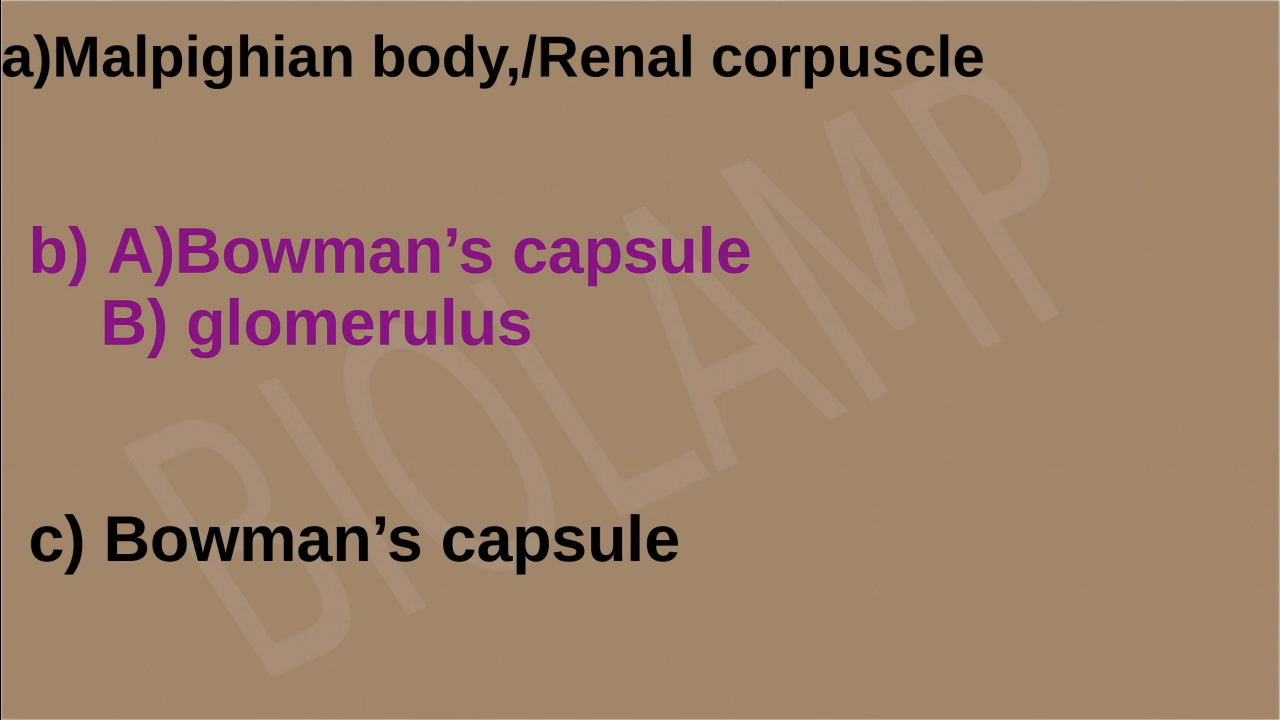 a)Malpighian body,/Renal corpuscle
b) A)Bowman’s capsule
B) glomerulus
c) Bowman’s capsule
BIOLAMP